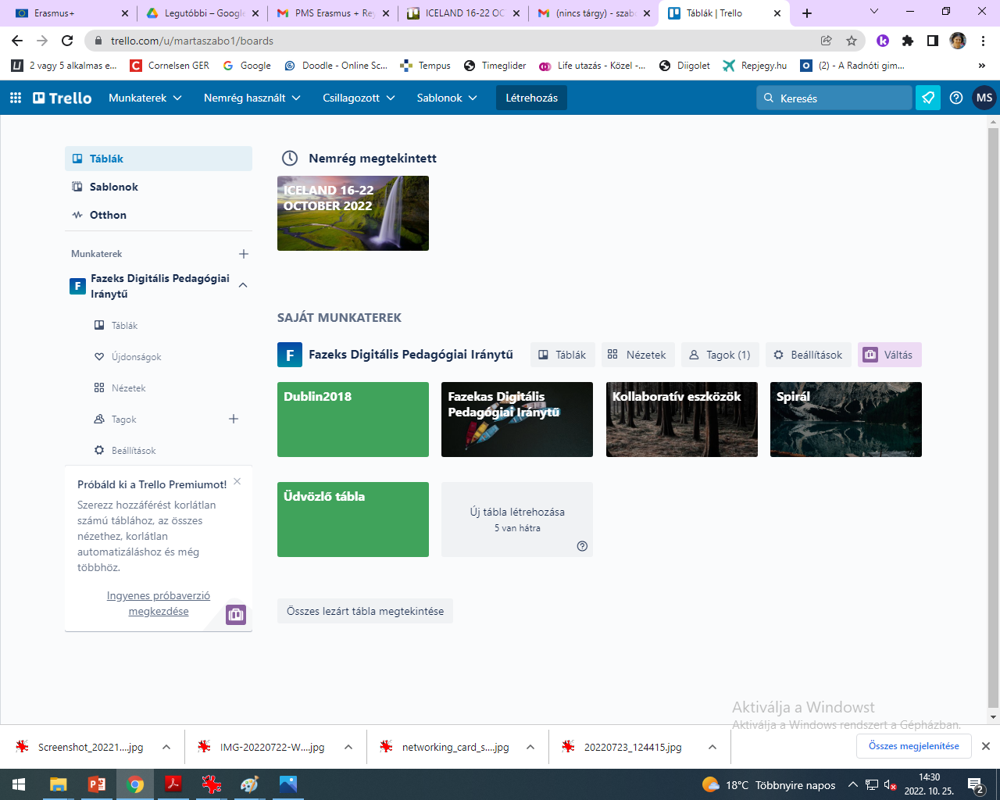 Erasmus+
Legutóbbi – Google
PMS Erasmus + Rey
ICELAND 16-22 OC
(nincs tárgy) - szabo
Táblák | Trello
trello.com/u/martaszabo1/boards
2 vagy 5 alkalmas e...
Cornelsen GER
Google
Doodle - Online Sc...
Tempus
Timeglider
Life utazás - Közel -...
Diigolet
Repjegy.hu
(2) - A Radnóti gim...
»
Trello
Munkaterek
Nemrég használt
Csillagozott
Sablonok
Létrehozás
Keresés
MS
Táblák
Sablonok
Otthon
Munkaterek
F
Fazeks Digitális Pedagógiai
Iránytű
Táblák
Újdonságok
Nézetek
Tagok
Beállítások
Próbáld ki a Trello Premiumot!
Szerezz hozzáférést korlátlan
számú táblához, az összes
nézethez, korlátlan
automatizáláshoz és még
többhöz.
Ingyenes próbaverzió
megkezdése
Nemrég megtekintett
ICELAND 16-22
OCTOBER 2022
SAJÁT MUNKATEREK
F
Fazeks Digitális Pedagógiai Iránytű
Táblák
Nézetek
Tagok (1)
Beállítások
Váltás
Dublin2018
Fazekas Digitális
Pedagógiai Iránytű
Kollaboratív eszközök
Spirál
Üdvözlő tábla
Új tábla létrehozása
5 van hátra
Összes lezárt tábla megtekintése
Aktiválja a Windowst
Aktiválja a Windows rendszert a Gépházban.
Screenshot_20221....jpg
IMG-20220722-W....jpg
networking_card_s....jpg
20220723_124415.jpg
Összes megjelenítése
18°C Többnyire napos
14:30
2022. 10. 25.
2